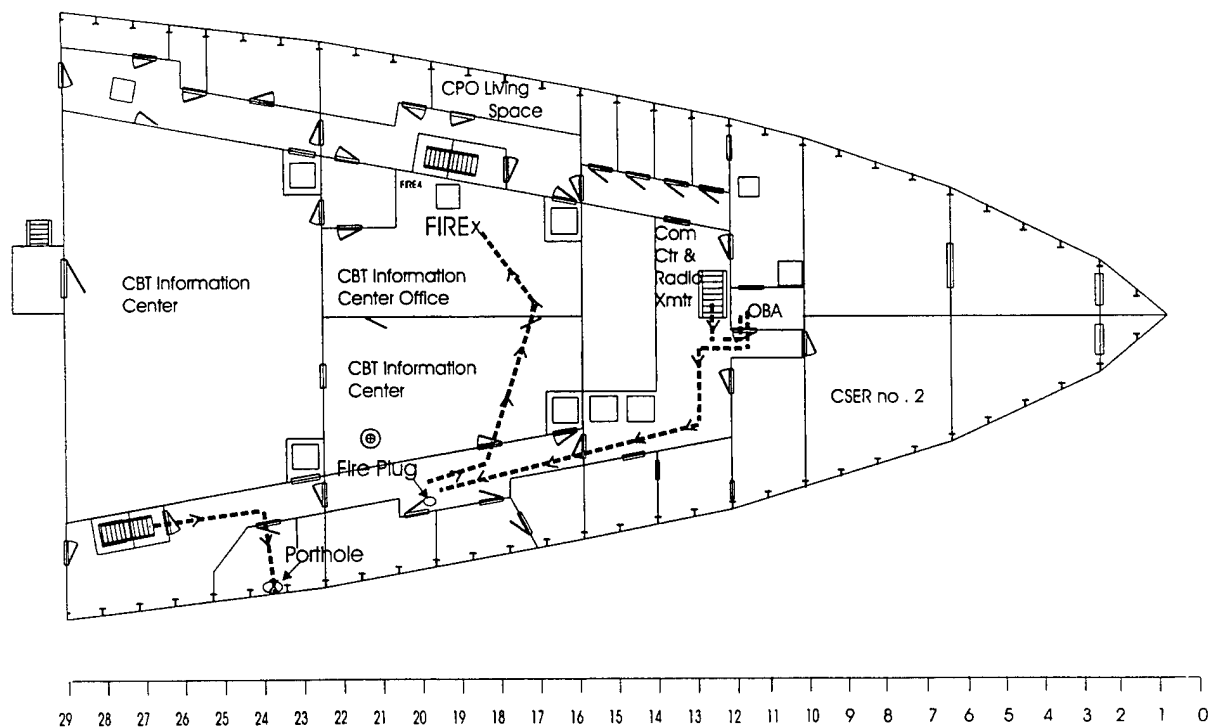 CPO Living
Space
FIRE4
FIREx
Com
Ctr &
Radio
Xmtr
CBT Information
Center
CBT Information
Center Office
OBA
CBT Information
Center
CSER no . 2
Fire Plug
Porthole
29 28 27 26 25 24 23 22 21 20 19 18 17 16 15 14 13 12 11 10 9 8 7 6 5 4 3 2 1 0